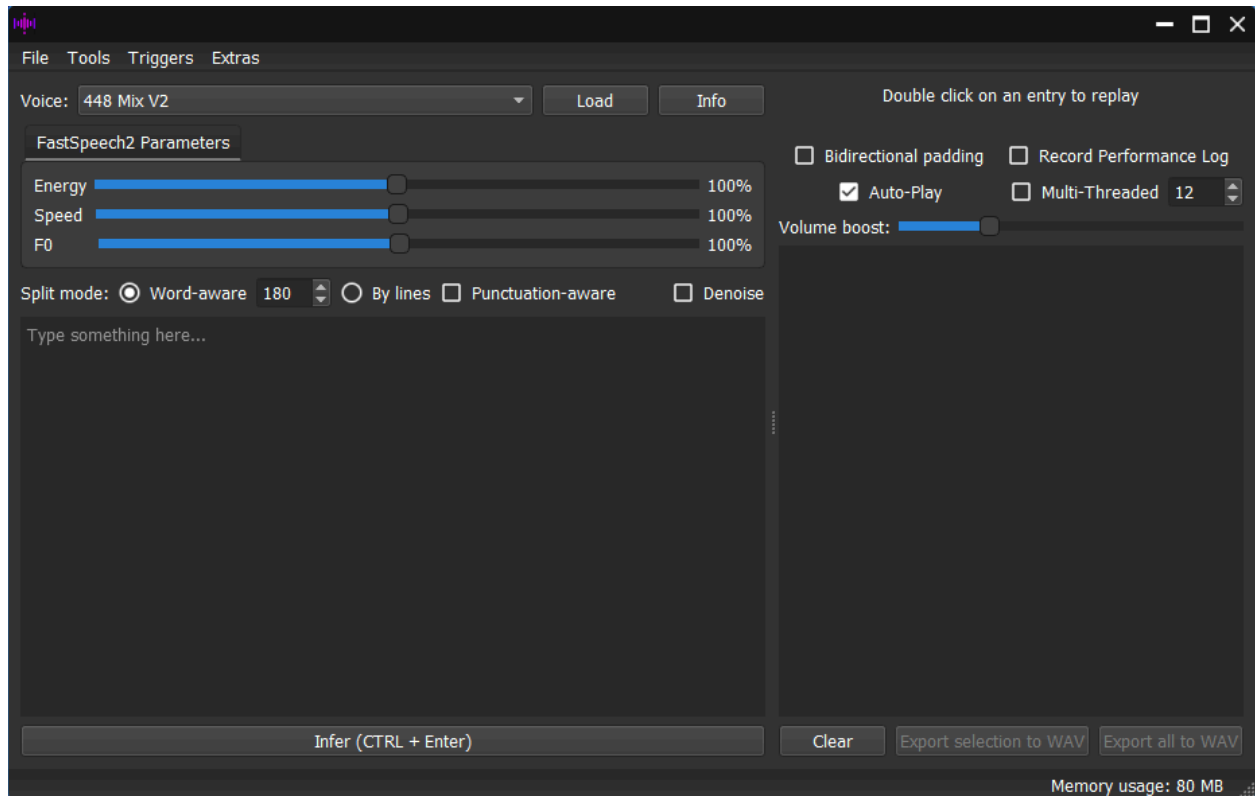 File Tools Triggers Extras
Voice: 448 Mix V2 Load Info
FastSpeech2 Parameters
Energy 100%
Speed 100%
F0 100%
Split mode: Word-aware 180 By lines Punctuation-aware Denoise
Type something here...
Infer (CTRL + Enter)
Double click on an entry to replay
Bidirectional padding Record Performance Log
Auto-Play Multi-Threaded 12
Volume boost:
Clear Export selection to WAV Export all to WAV
Memory usage: 80 MB